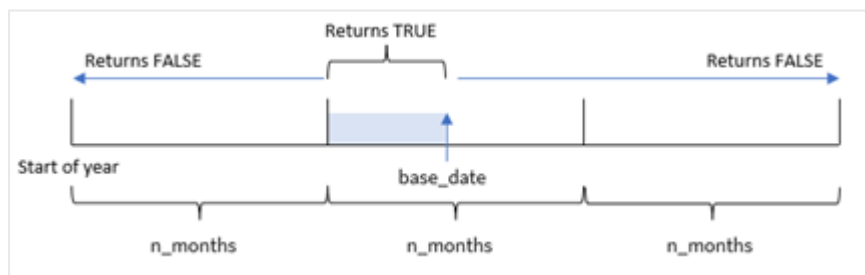 Returns TRUE
Returns FALSE
Returns FALSE
Start of year
base_date
n_months
n_months
n_months